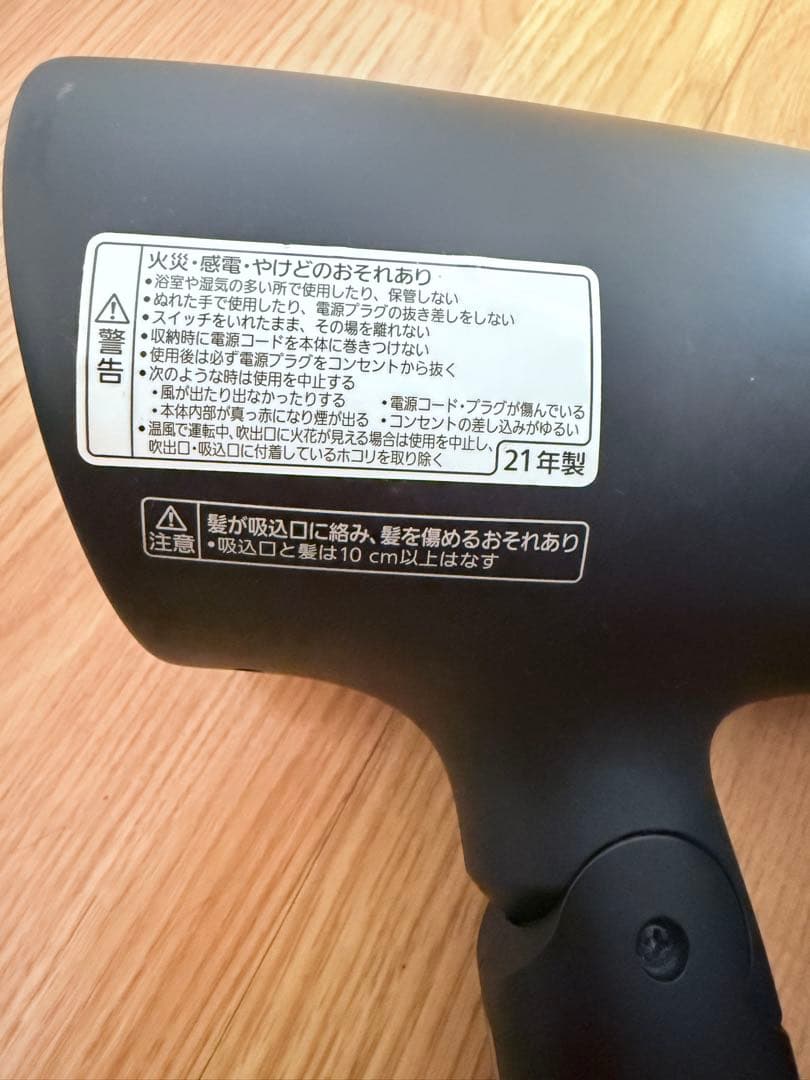 警告
火災・感電・やけどのおそれあり
•浴室や湿気の多い所で使用したり、保管しない
•ぬれた手で使用したり、電源プラグの抜き差しをしない
•スイッチをいれたまま、その場を離れない
•収納時に電源コードを本体に巻きつけない
•使用後は必ず電源プラグをコンセントから抜く
•次のような時は使用を中止する
・風が出たり出なかったりする ・電源コード・プラグが傷んでいる
・本体内部が真っ赤になり煙が出る ・コンセントの差し込みがゆるい
•温風で運転中、吹出口に火花が見える場合は使用を中止し、
吹出口・吸込口に付着しているホコリを取り除く
21年製
注意
髪が吸込口に絡み、髪を傷めるおそれあり
•吸込口と髪は10 cm以上はなす